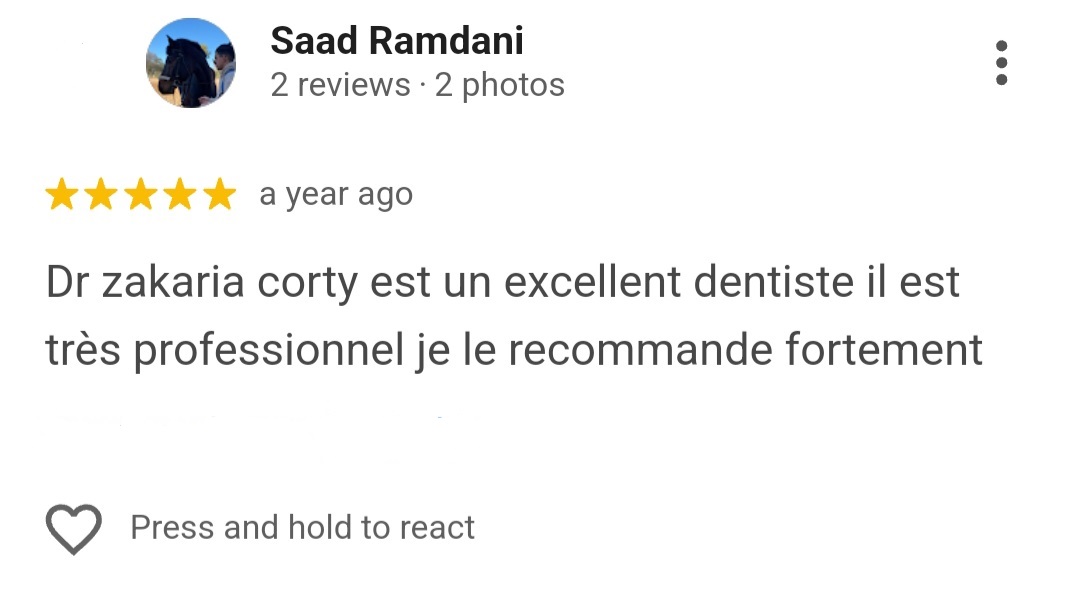 Saad Ramdani
2 reviews · 2 photos
a year ago
Dr zakaria corty est un excellent dentiste il est
très professionnel je le recommande fortement
Press and hold to react